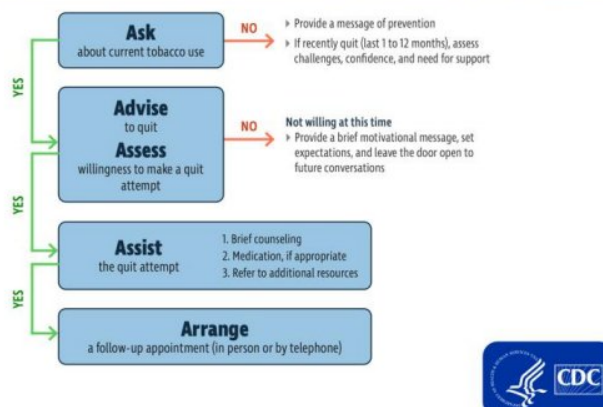 Ask
about current tobacco use
NO
▸ Provide a message of prevention
▸ If recently quit (last 1 to 12 months), assess
challenges, confidence, and need for support
YES
Advise
to quit
Assess
willingness to make a quit
attempt
NO
Not willing at this time
▸ Provide a brief motivational message, set
expectations, and leave the door open to
future conversations
YES
Assist
the quit attempt
1. Brief counseling
2. Medication, if appropriate
3. Refer to additional resources
YES
Arrange
a follow-up appointment (in person or by telephone)
CDC